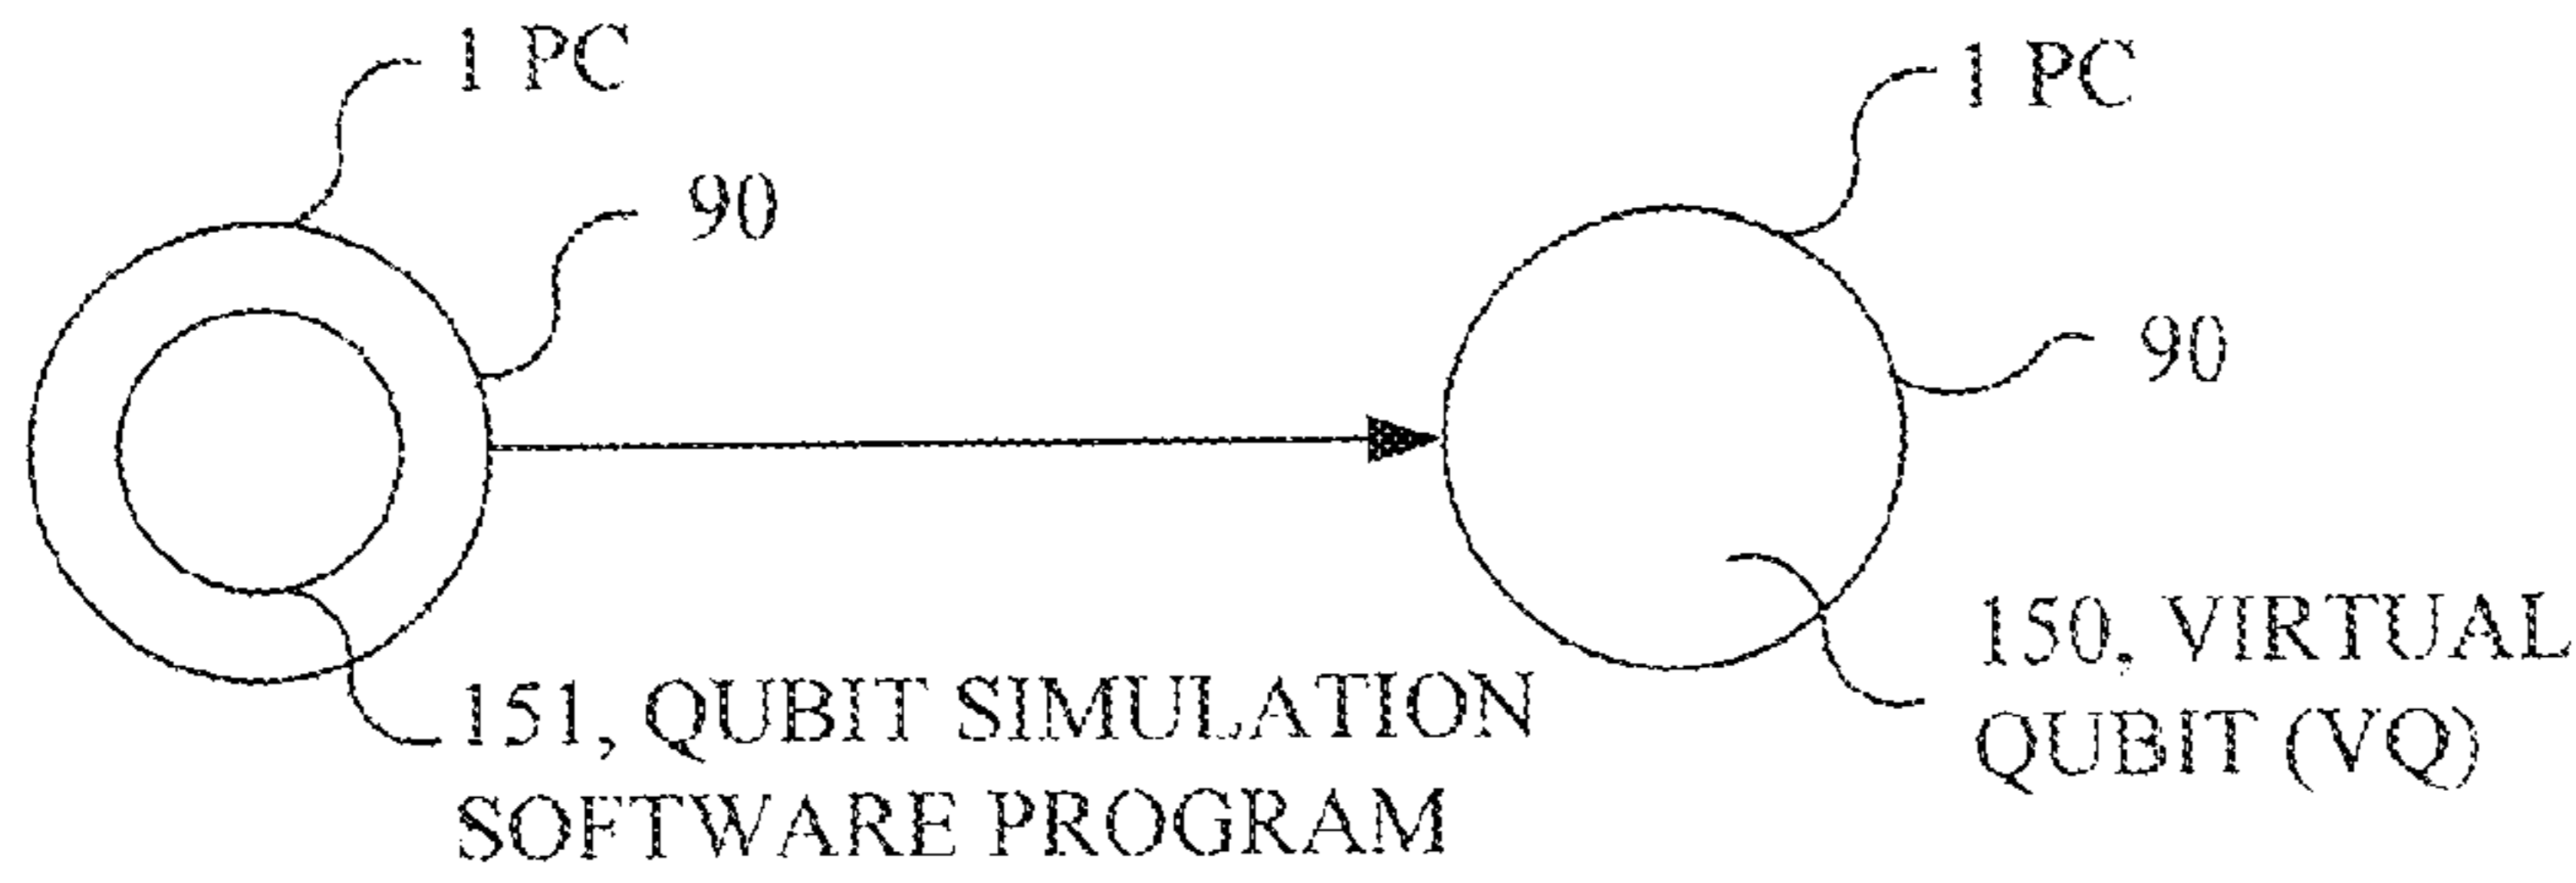 1 PC
1 PC
90
90
151, QUBIT SIMULATION
SOFTWARE PROGRAM
150, VIRTUAL
QUBIT (VQ)